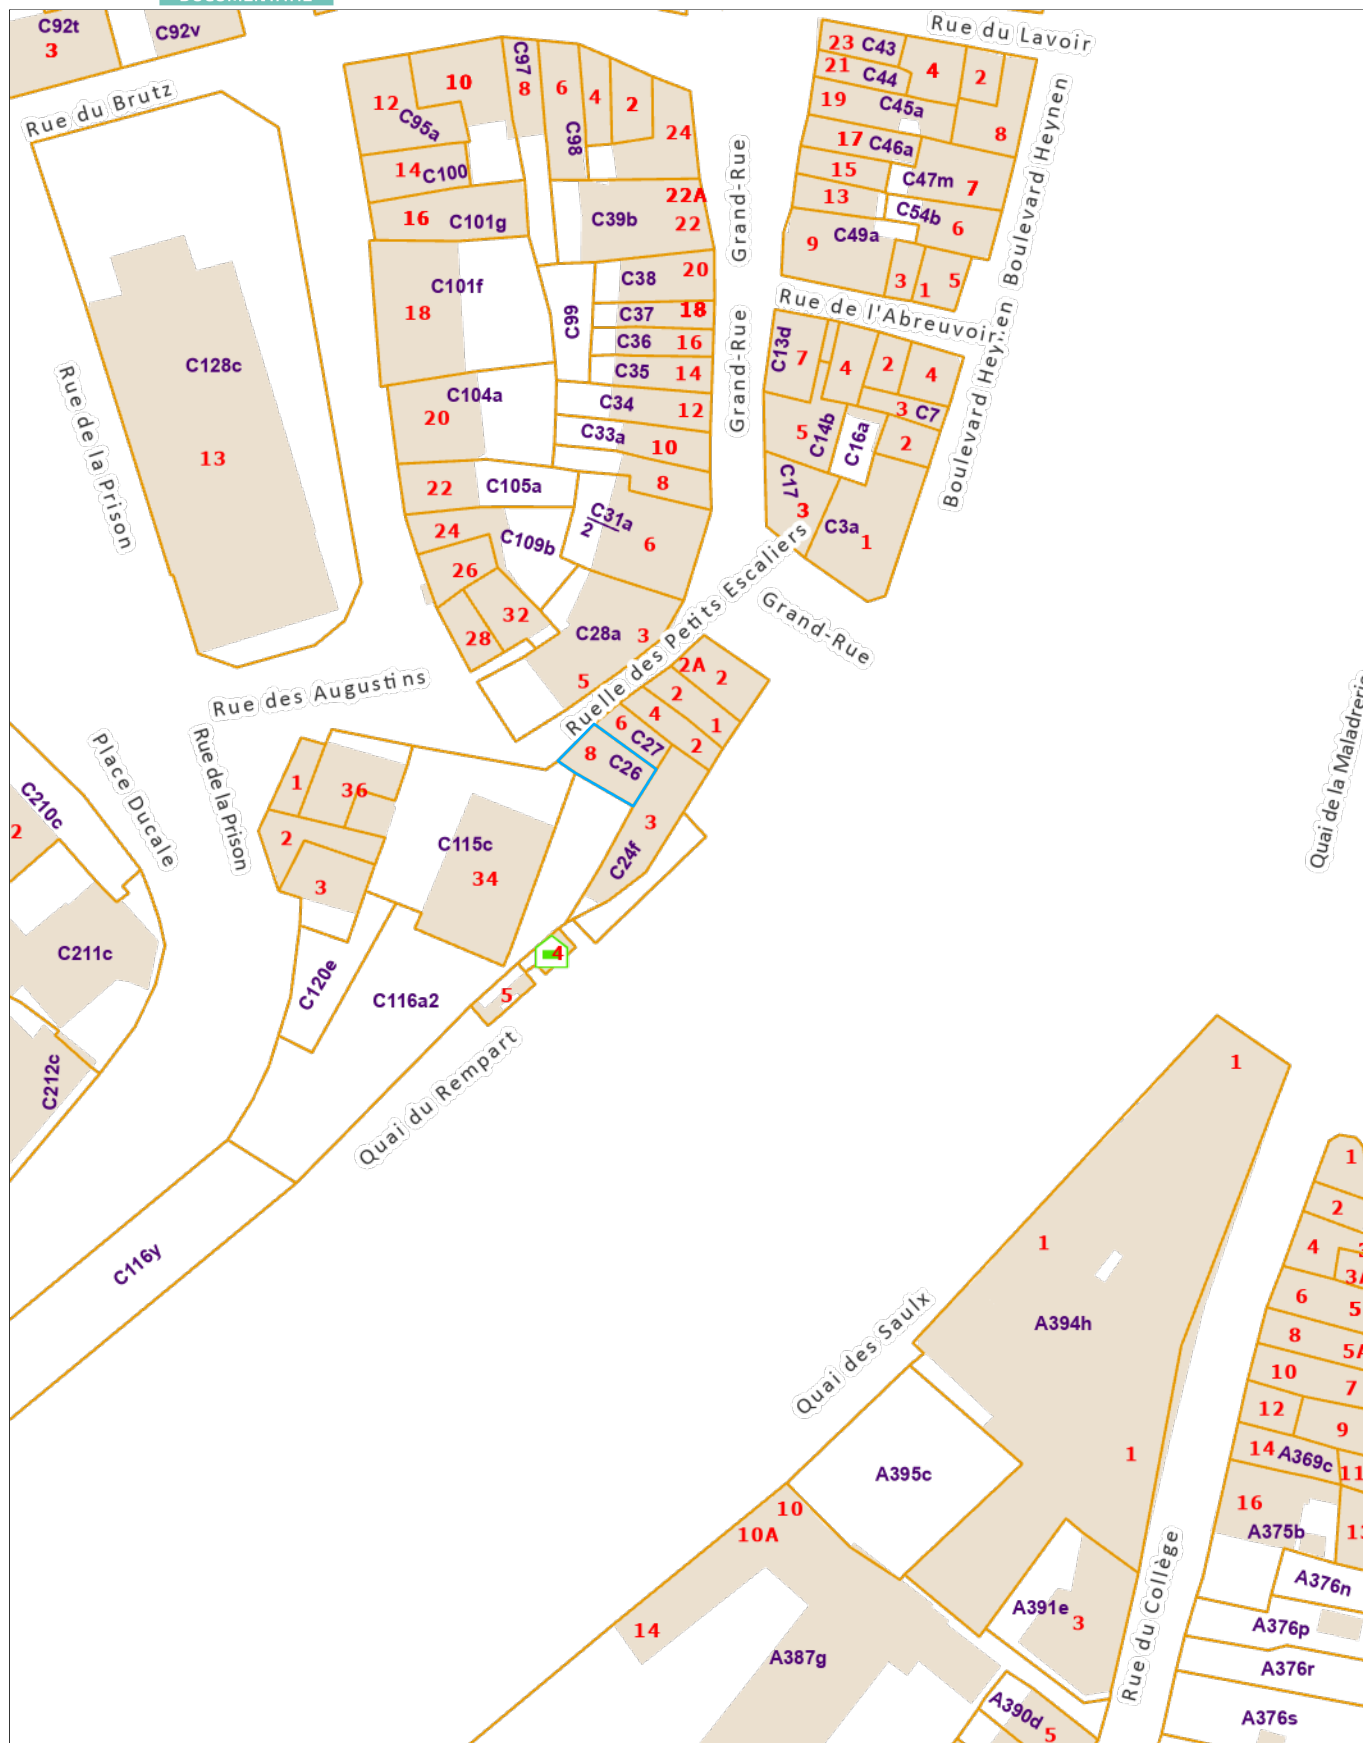 C92t
3
C92v
Rue du Brutz
12
C95a
10
C97
8
6
C98
4
2
24
14
C100
16
C101g
22A
22
C39b
Grand-Rue
23
C43
21
C44
19
C45a
4
2
8
Rue du Lavoir
17
C46a
15
C47m
7
13
C54b
6
9
C49a
3
1
5
Boulevard Heynen
18
C101f
C99
C38
20
C37
18
C36
16
C35
14
C34
12
C33a
10
8
Grand-Rue
Rue de l'Abreuvoir
C13d
7
4
2
4
3
C7
5
C14b
C16a
2
C17
3
C3a
1
Boulevard Heynen
C128c
13
Rue de la Prison
C104a
20
22
C105a
24
C109b
26
32
28
C31a
2
6
C28a
3
5
Ruelle des Petits Escaliers
Grand-Rue
Rue des Augustins
2A
2
2
4
1
6
C27
2
8
C26
3
C24f
Place Ducale
Rue de la Prison
C210c
2
1
36
2
3
C115c
34
C211c
C120e
C116a2
4
5
C212c
Quai du Rempart
C116y
Quai de la Maladrerie
1
1
A394h
1
Quai des Saulx
A395c
10
10A
14
A387g
A391e
3
A390d
5
Rue du Collège
1
2
4
3A
6
5
8
5A
10
7
12
9
14
A369c
11
16
A375b
A376n
A376p
A376r
A376s